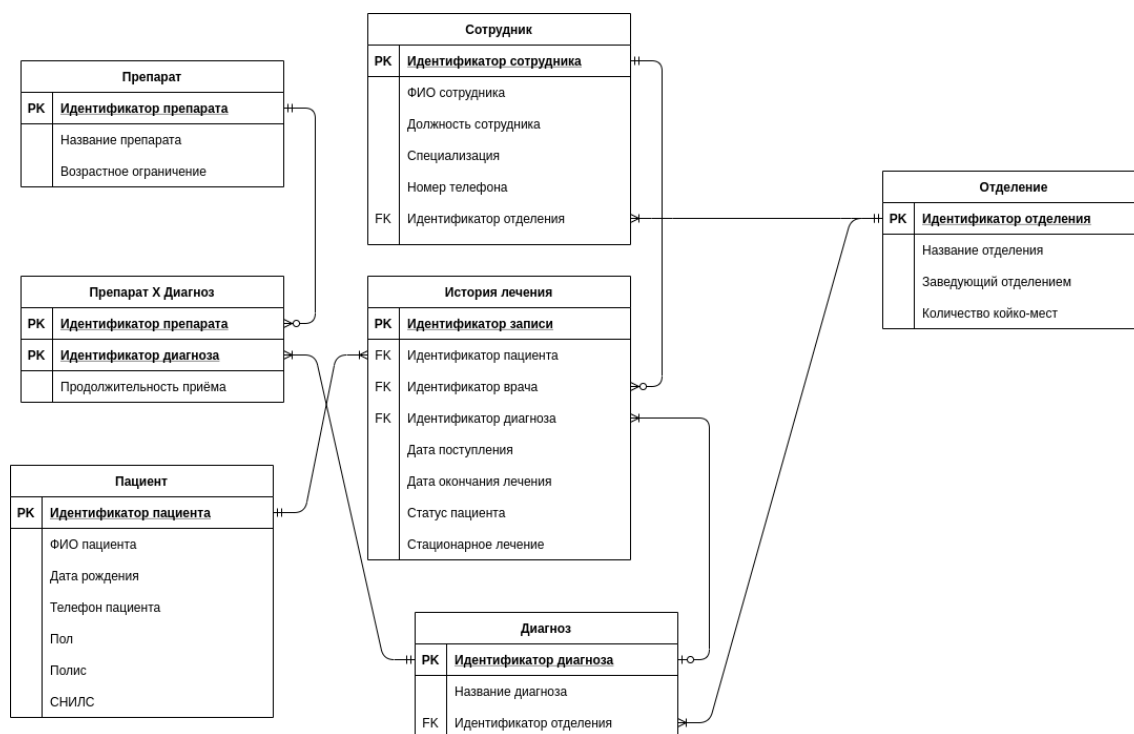 Сотрудник
PK Идентификатор сотрудника
ФИО сотрудника
Должность сотрудника
Специализация
Номер телефона
FK Идентификатор отделения
Препарат
PK Идентификатор препарата
Название препарата
Возрастное ограничение
Отделение
PK Идентификатор отделения
Название отделения
Заведующий отделением
Количество койко-мест
Препарат X Диагноз
PK Идентификатор препарата
PK Идентификатор диагноза
Продолжительность приёма
История лечения
PK Идентификатор записи
FK Идентификатор пациента
FK Идентификатор врача
FK Идентификатор диагноза
Дата поступления
Дата окончания лечения
Статус пациента
Стационарное лечение
Пациент
PK Идентификатор пациента
ФИО пациента
Дата рождения
Телефон пациента
Пол
Полис
СНИЛС
Диагноз
PK Идентификатор диагноза
Название диагноза
FK Идентификатор отделения